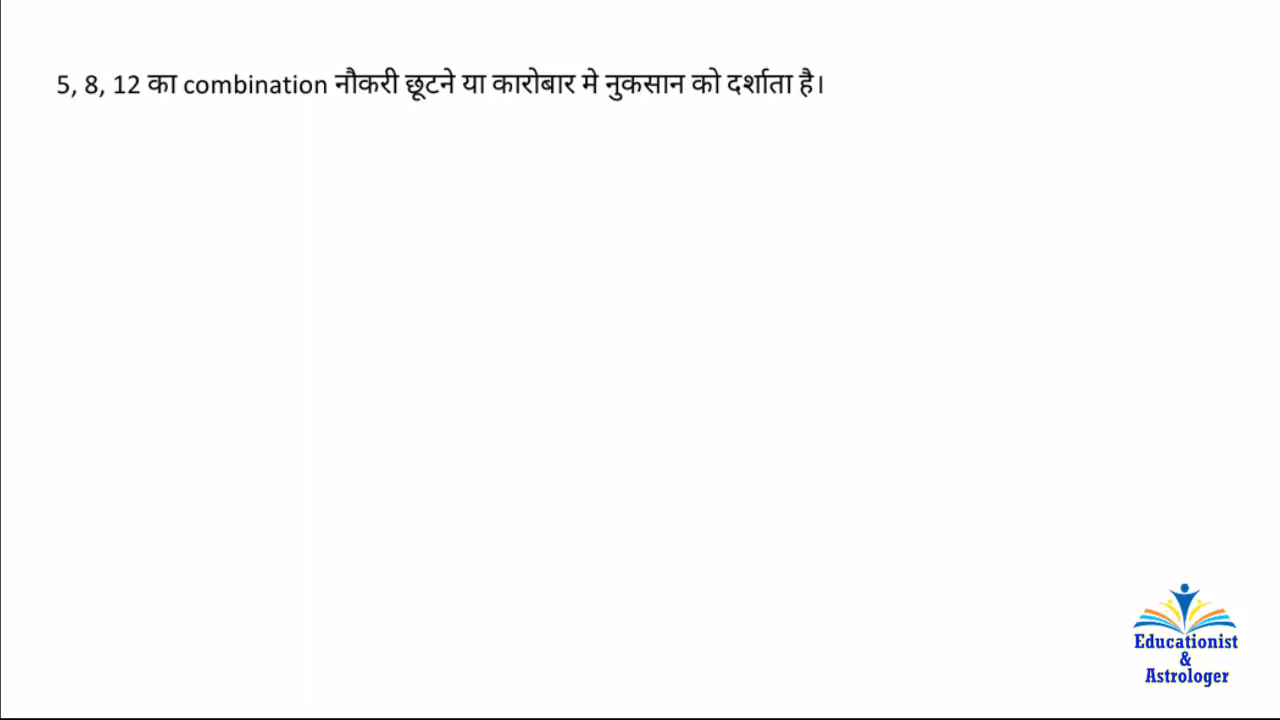 5, 8, 12 का combination नौकरी छूटने या कारोबार मे नुकसान को दर्शाता है।
Educationist
&
Astrologer